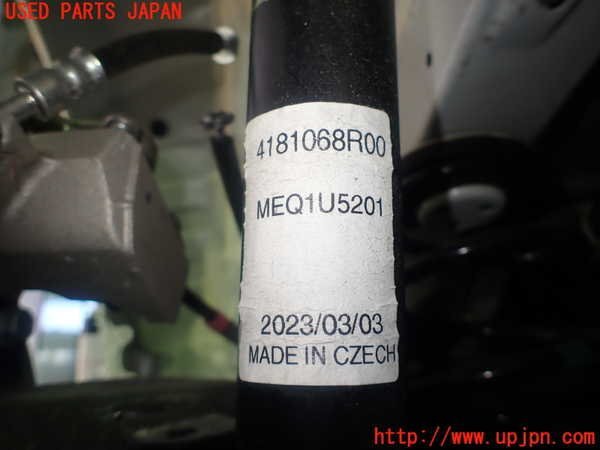 USED PARTS JAPAN
4181068R00
MEQ1U5201
2023/03/03
MADE IN CZECH
http://www.upjpn.com/